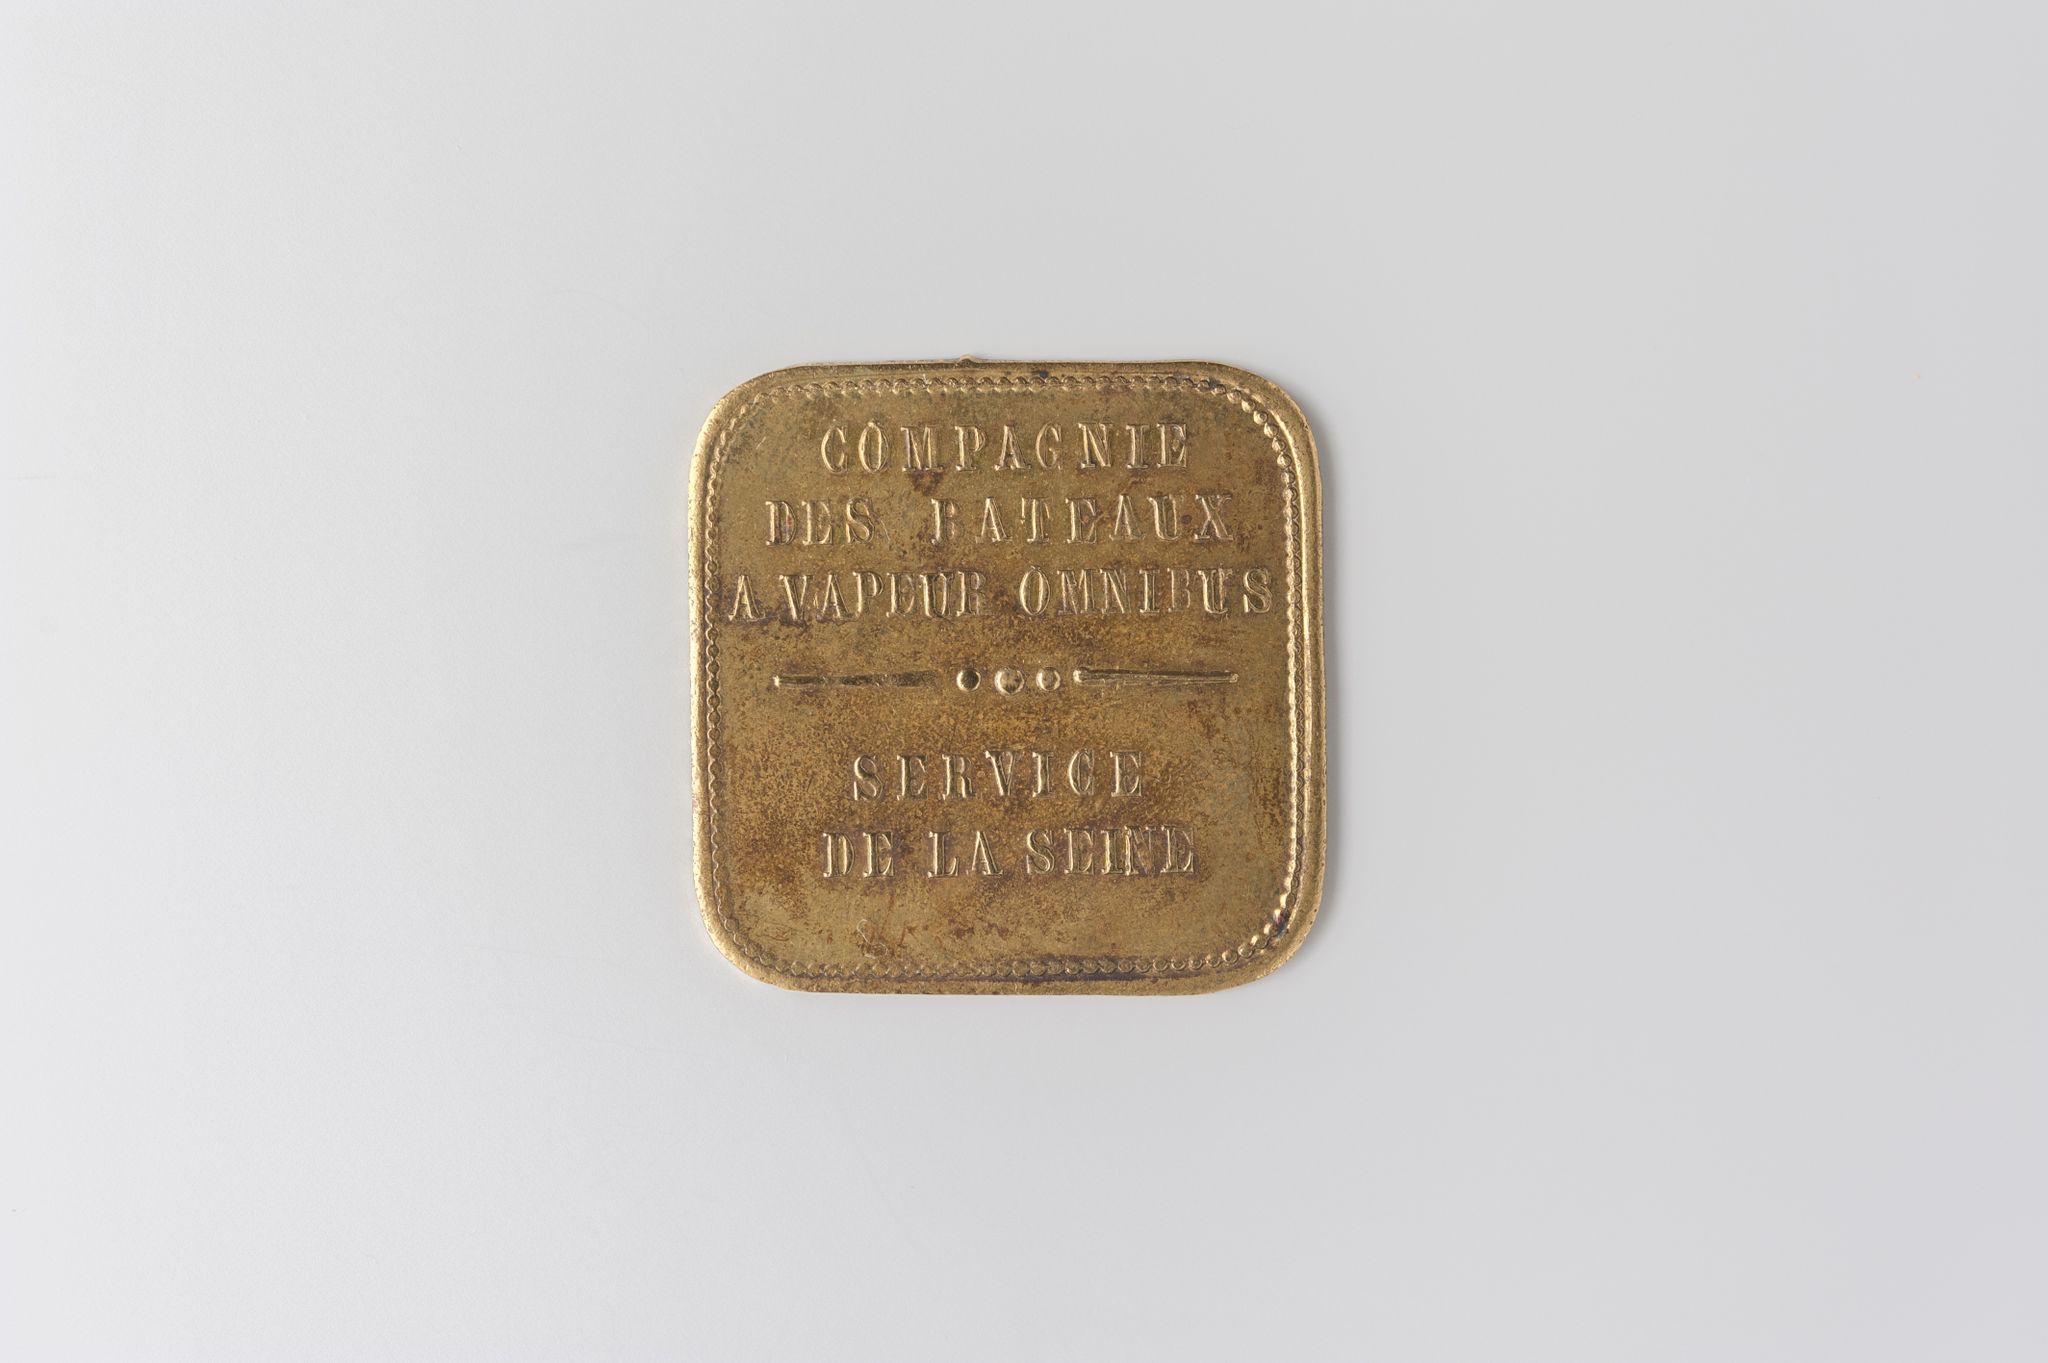 COMPAGNIE
DES BATEAUX
A VAPEUR OMNIBUS
SERVICE
DE LA SEINE